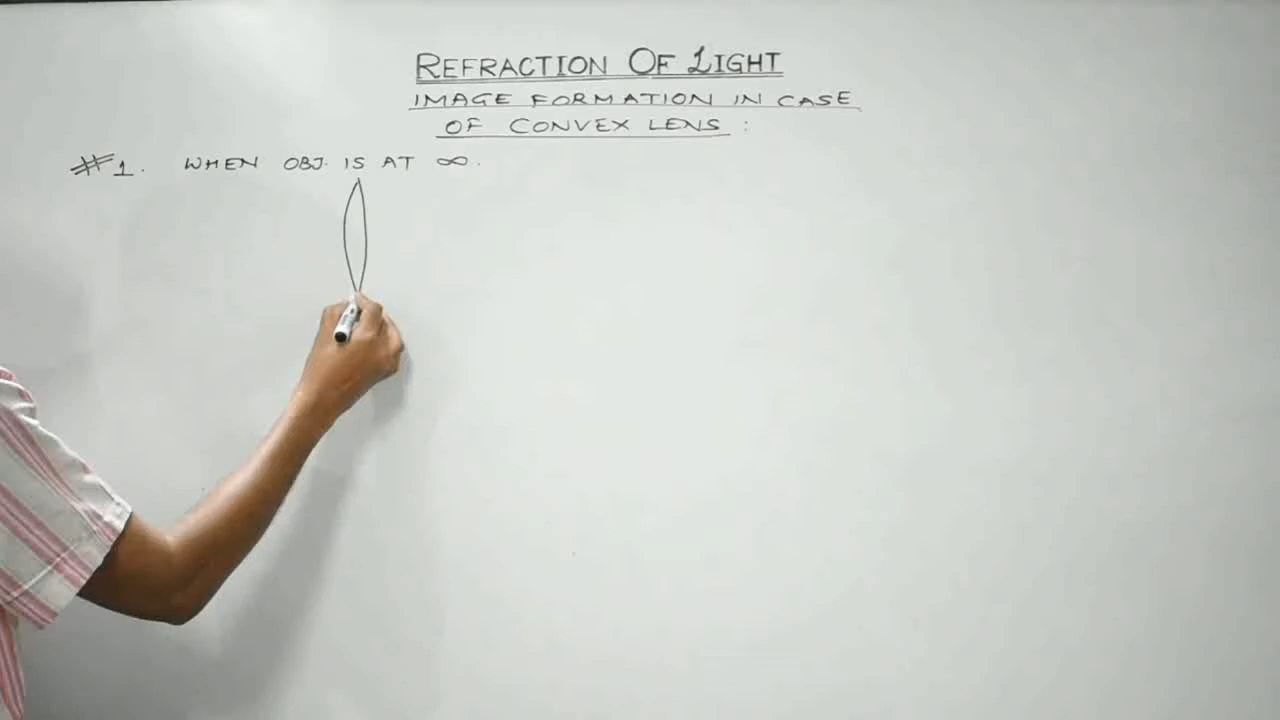 REFRACTION OF LIGHT
IMAGE FORMATION IN CASE
OF CONVEX LENS :
#1. WHEN OBJ. IS AT ∞.